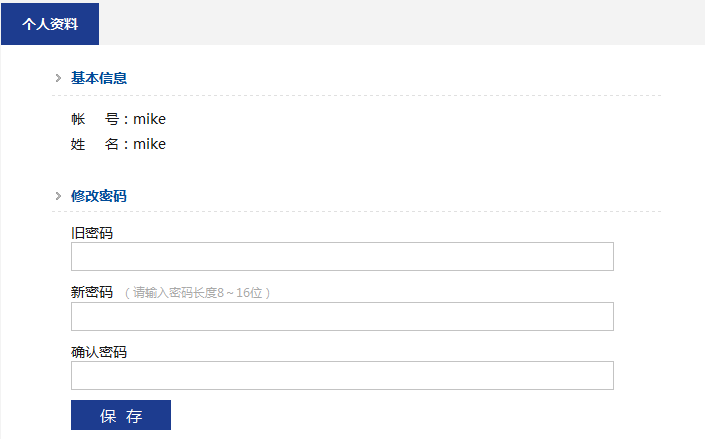 个人资料
基本信息
帐 号：mike
姓 名：mike
修改密码
旧密码
新密码 （请输入密码长度8～16位）
确认密码
保 存